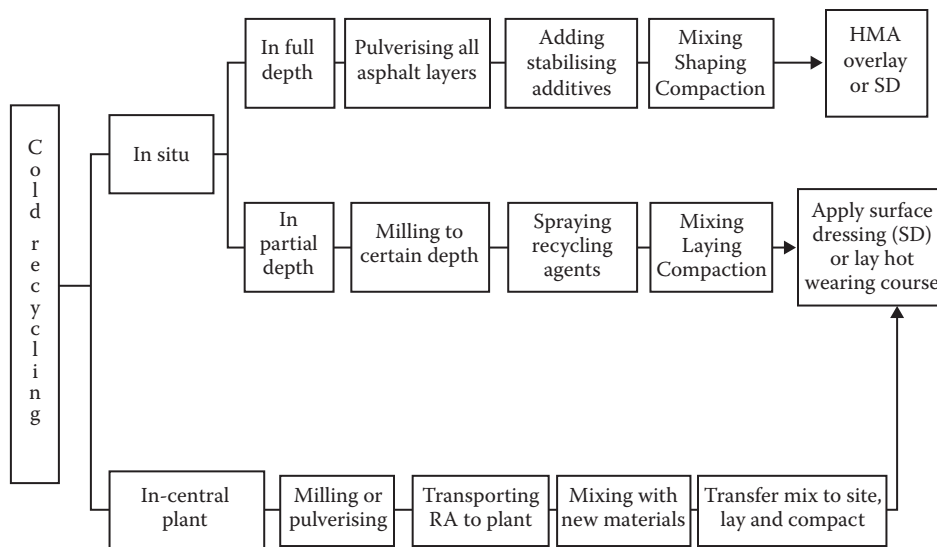 Cold recycling
In situ
In full
depth
Pulverising all
asphalt layers
Adding
stabilising
additives
Mixing
Shaping
Compaction
HMA
overlay
or SD
In
partial
depth
Milling to
certain depth
Spraying
recycling
agents
Mixing
Laying
Compaction
Apply surface
dressing (SD)
or lay hot
wearing course
In-central
plant
Milling or
pulverising
Transporting
RA to plant
Mixing with
new materials
Transfer mix to site,
lay and compact